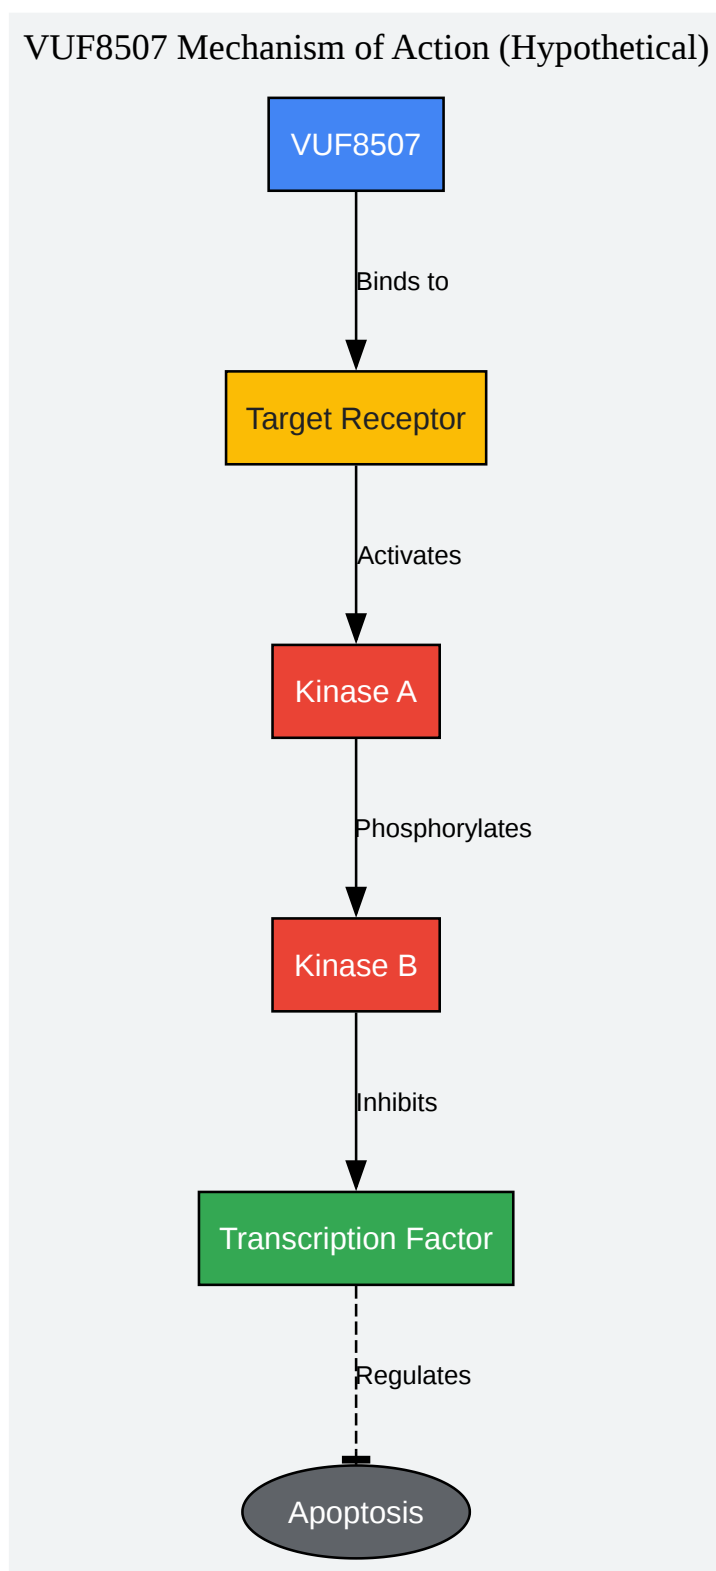 VUF8507 Mechanism of Action (Hypothetical)
VUF8507
Binds to
Target Receptor
Activates
Kinase A
Phosphorylates
Kinase B
Inhibits
Transcription Factor
Regulates
Apoptosis